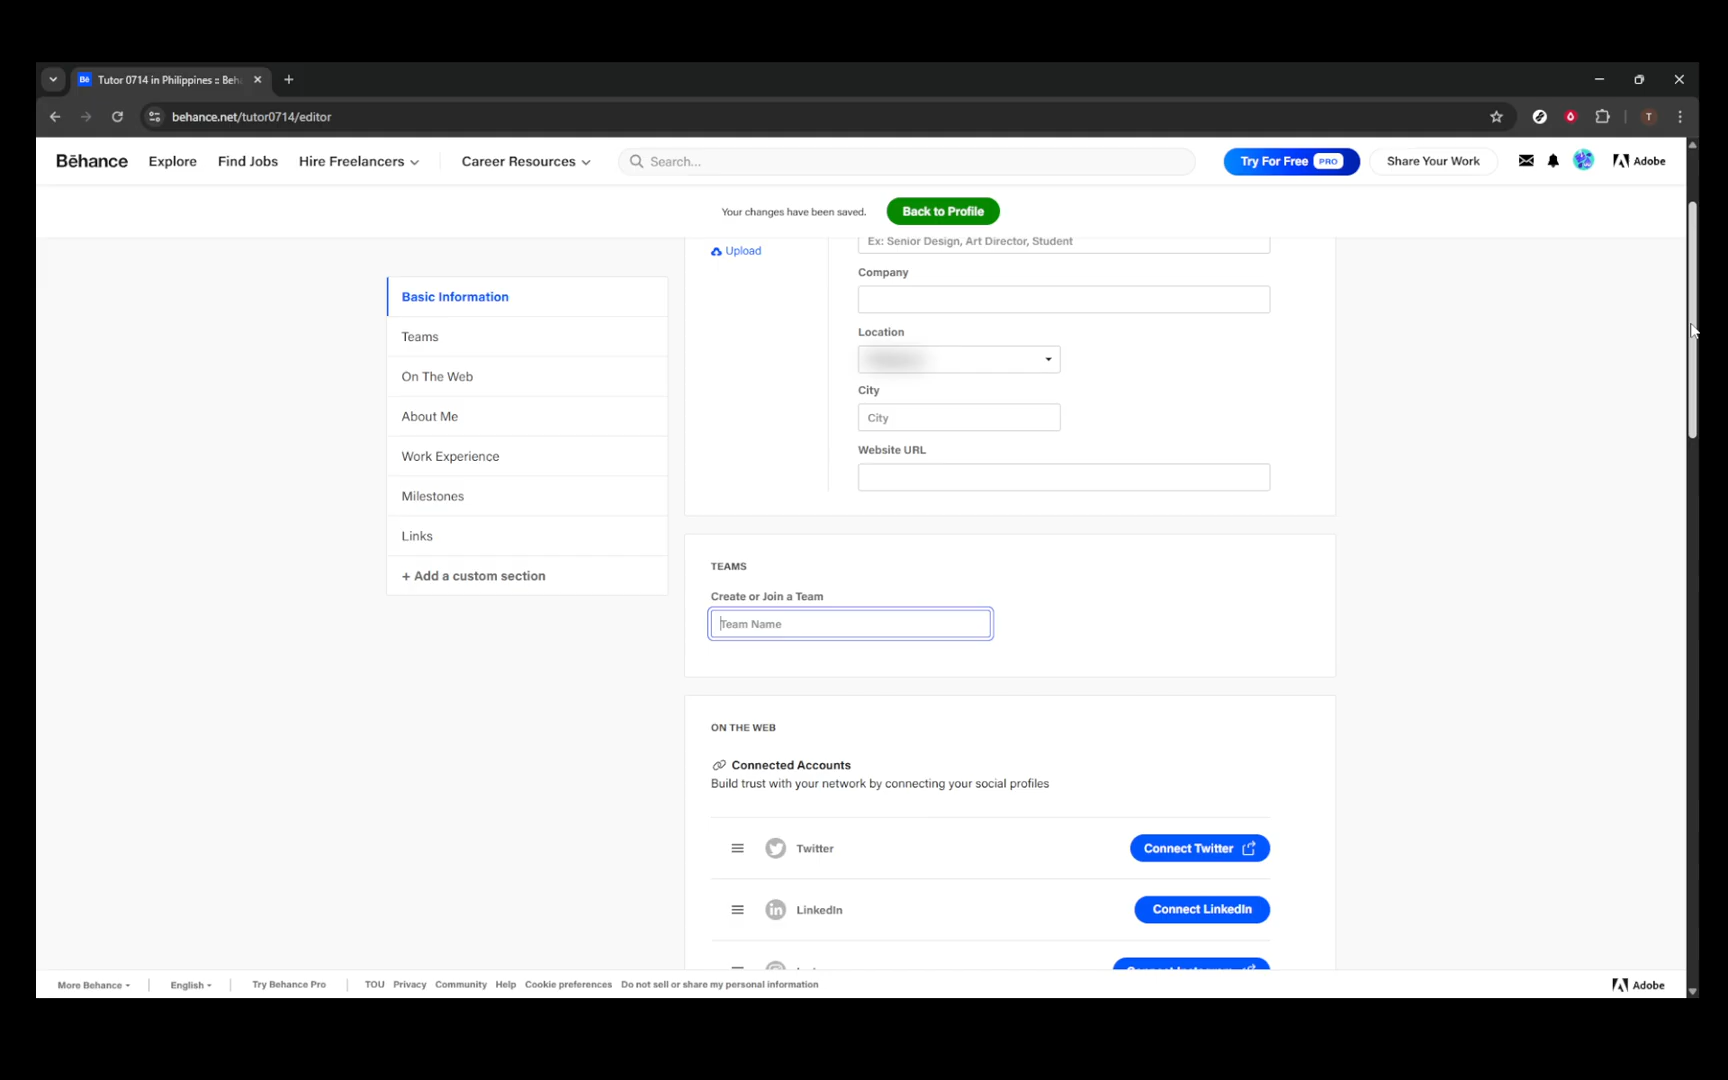 Bē Tutor 0714 in Philippines :: Beh
behance.net/tutor0714/editor
T
Bēhance
Explore
Find Jobs
Hire Freelancers
Career Resources
Search...
Try For Free PRO
Share Your Work
Adobe
Your changes have been saved.
Back to Profile
Upload
Ex: Senior Design, Art Director, Student
Company
Location
City
City
Website URL
Basic Information
Teams
On The Web
About Me
Work Experience
Milestones
Links
+ Add a custom section
TEAMS
Create or Join a Team
Team Name
ON THE WEB
Connected Accounts
Build trust with your network by connecting your social profiles
Twitter
Connect Twitter
in LinkedIn
Connect LinkedIn
More Behance
English
Try Behance Pro
TOU
Privacy
Community
Help
Cookie preferences
Do not sell or share my personal information
Adobe